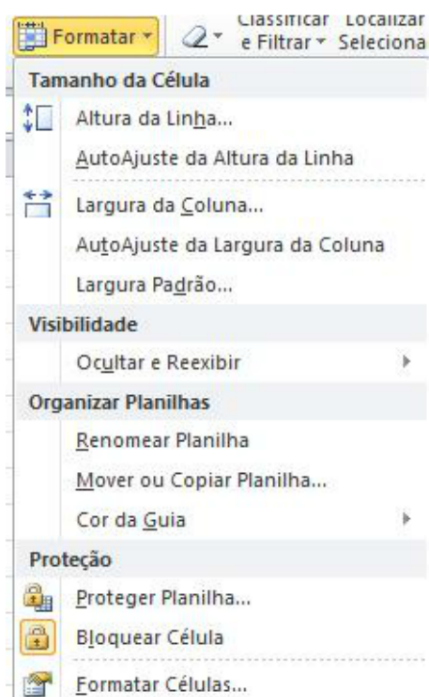 Classificar Localizar
Formatar e Filtrar Seleciona
Tamanho da Célula
Altura da Linha...
AutoAjuste da Altura da Linha
Largura da Coluna...
AutoAjuste da Largura da Coluna
Largura Padrão...
Visibilidade
Ocultar e Reexibir
Organizar Planilhas
Renomear Planilha
Mover ou Copiar Planilha...
Cor da Guia
Proteção
Proteger Planilha...
Bloquear Célula
Formatar Células...